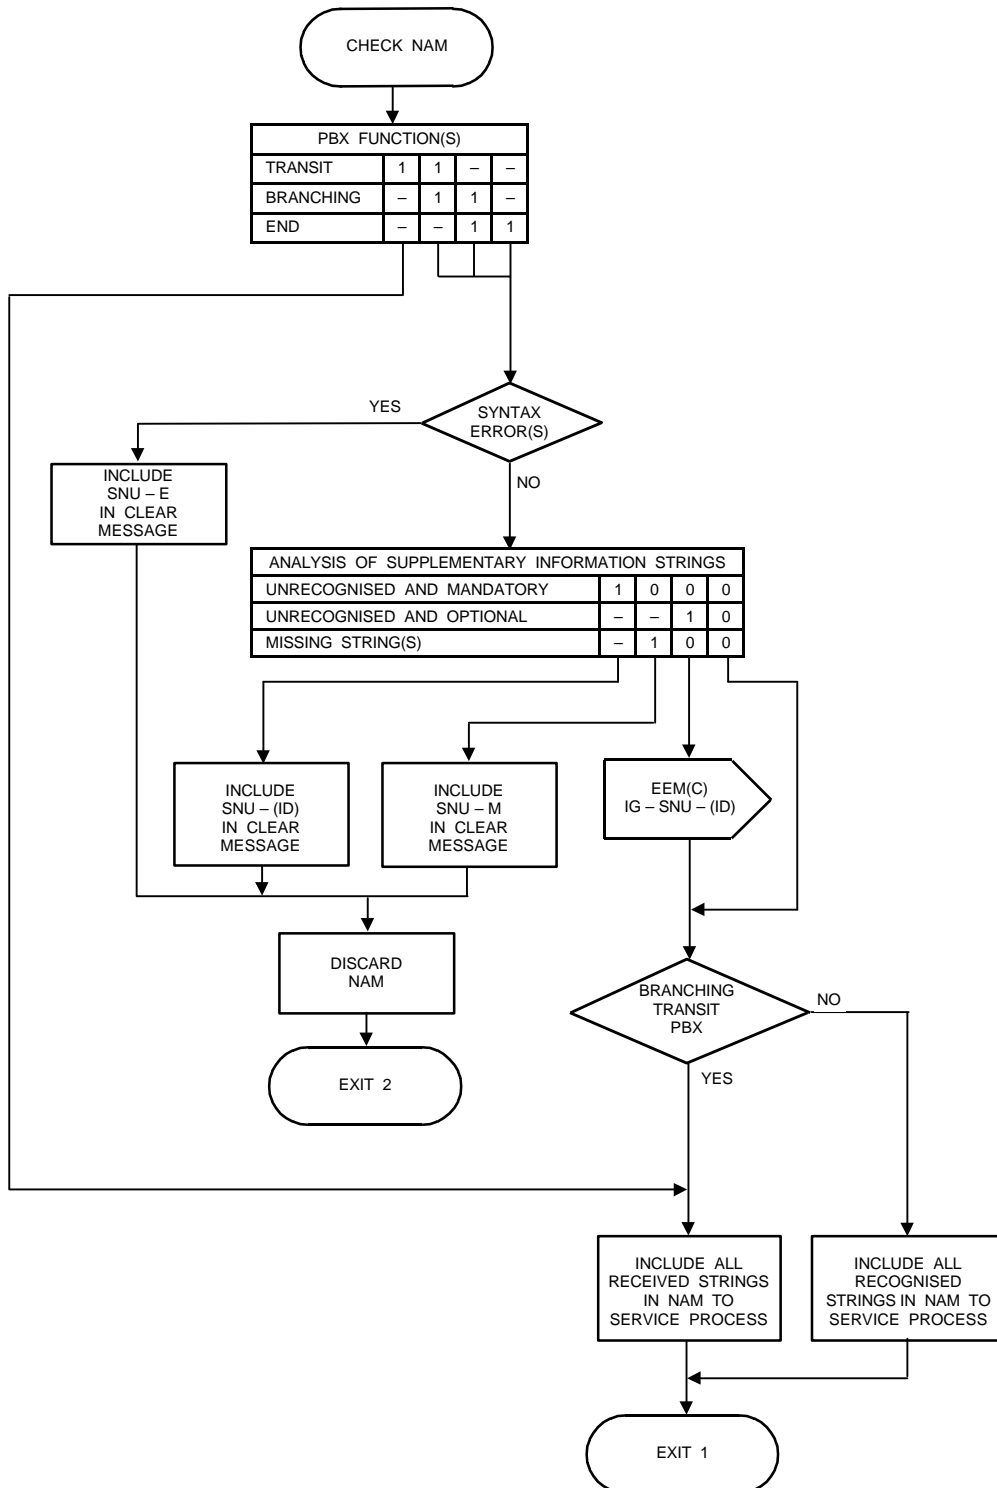 CHECK NAM
PBX FUNCTION(S)
TRANSIT 1 1 – –
BRANCHING – 1 1 –
END – – 1 1
SYNTAX
ERROR(S)
YES
NO
INCLUDE
SNU – E
IN CLEAR
MESSAGE
ANALYSIS OF SUPPLEMENTARY INFORMATION STRINGS
UNRECOGNISED AND MANDATORY 1 0 0 0
UNRECOGNISED AND OPTIONAL – – 1 0
MISSING STRING(S) – 1 0 0
INCLUDE
SNU – (ID)
IN CLEAR
MESSAGE
INCLUDE
SNU – M
IN CLEAR
MESSAGE
EEM(C)
IG – SNU – (ID)
DISCARD
NAM
EXIT 2
BRANCHING
TRANSIT
PBX
NO
YES
INCLUDE ALL
RECEIVED STRINGS
IN NAM TO
SERVICE PROCESS
INCLUDE ALL
RECOGNISED
STRINGS IN NAM TO
SERVICE PROCESS
EXIT 1